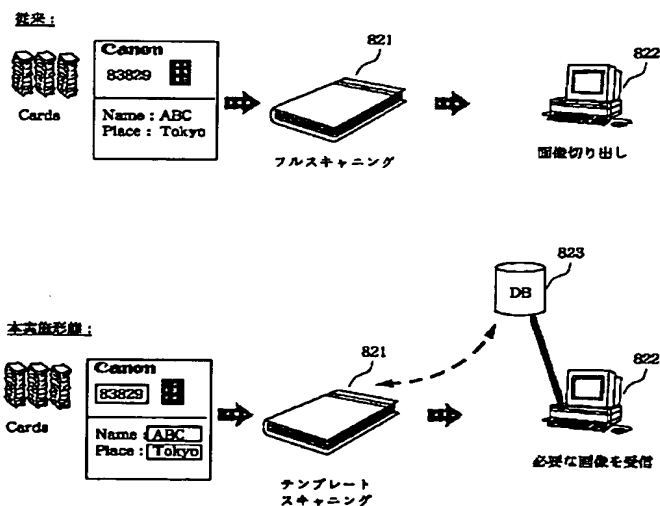 従来:
821
822
Canon
83829
Cards
Name : ABC
Place : Tokyo
フルスキャニング
画像切り出し
823
DB
本実施形態:
821
822
Canon
83829
Cards
Name : ABC
Place : Tokyo
テンプレート
スキャニング
必要な画像を受信